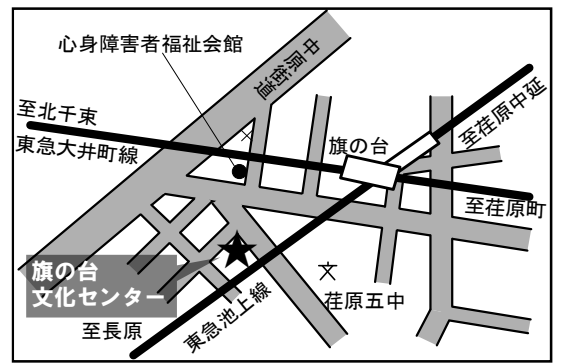 心身障害者福祉会館
中原街道
至北千束
東急大井町線
旗の台
至荏原中延
至荏原町
旗の台
文化センター
荏原五中
東急池上線
至長原